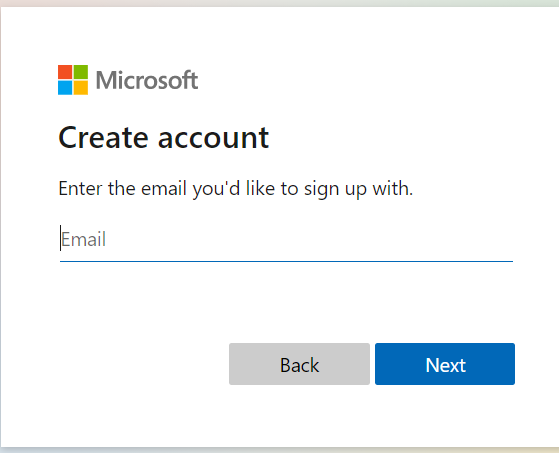 Microsoft
Create account
Enter the email you'd like to sign up with.
Email
Back Next